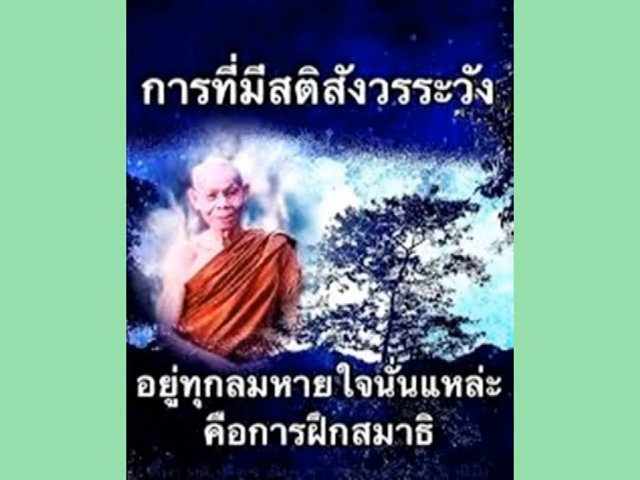 การที่มีสติสังวรระวัง
อยู่ทุกลมหายใจนั่นแหล่ะ
คือการฝึกสมาธิ